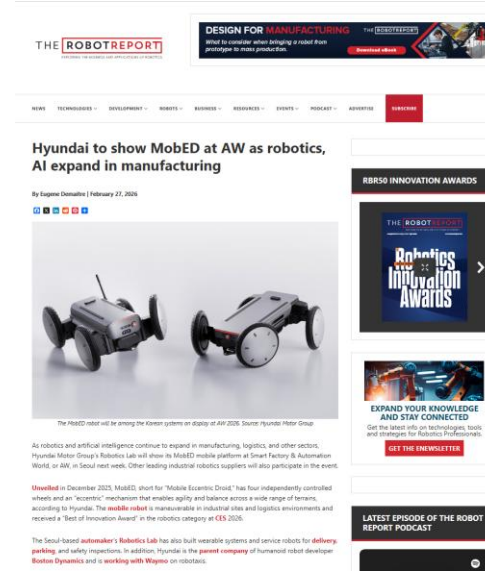 THE ROBOTREPORT
EXPLORING THE BUSINESS AND APPLICATIONS OF ROBOTICS
DESIGN FOR MANUFACTURING
What to consider when bringing a robot from
prototype to mass production.
THE ROBOTREPORT
Download eBook
NEWS TECHNOLOGIES DEVELOPMENT ROBOTS BUSINESS RESOURCES EVENTS PODCAST ADVERTISE SUBSCRIBE
Hyundai to show MobED at AW as robotics,
AI expand in manufacturing
By Eugene Demaitre | February 27, 2026
The MobED robot will be among the Korean systems on display at AW 2026. Source: Hyundai Motor Group
As robotics and artificial intelligence continue to expand in manufacturing, logistics, and other sectors,
Hyundai Motor Group's Robotics Lab will show its MobED mobile platform at Smart Factory & Automation
World, or AW, in Seoul next week. Other leading industrial robotics suppliers will also participate in the event.
Unveiled in December 2025, MobED, short for "Mobile Eccentric Droid," has four independently controlled
wheels and an "eccentric" mechanism that enables agility and balance across a wide range of terrains,
according to Hyundai. The mobile robot is maneuverable in industrial sites and logistics environments and
received a "Best of Innovation Award" in the robotics category at CES 2026.
The Seoul-based automaker's Robotics Lab has also built wearable systems and service robots for delivery,
parking, and safety inspections. In addition, Hyundai is the parent company of humanoid robot developer
Boston Dynamics and is working with Waymo on robotaxis.
RBR50 INNOVATION AWARDS
THE ROBOTREPORT
Robotics
Innovation
Awards
EXPAND YOUR KNOWLEDGE
AND STAY CONNECTED
Get the latest info on technologies, tools
and strategies for Robotics Professionals.
GET THE ENEWSLETTER
LATEST EPISODE OF THE ROBOT
REPORT PODCAST